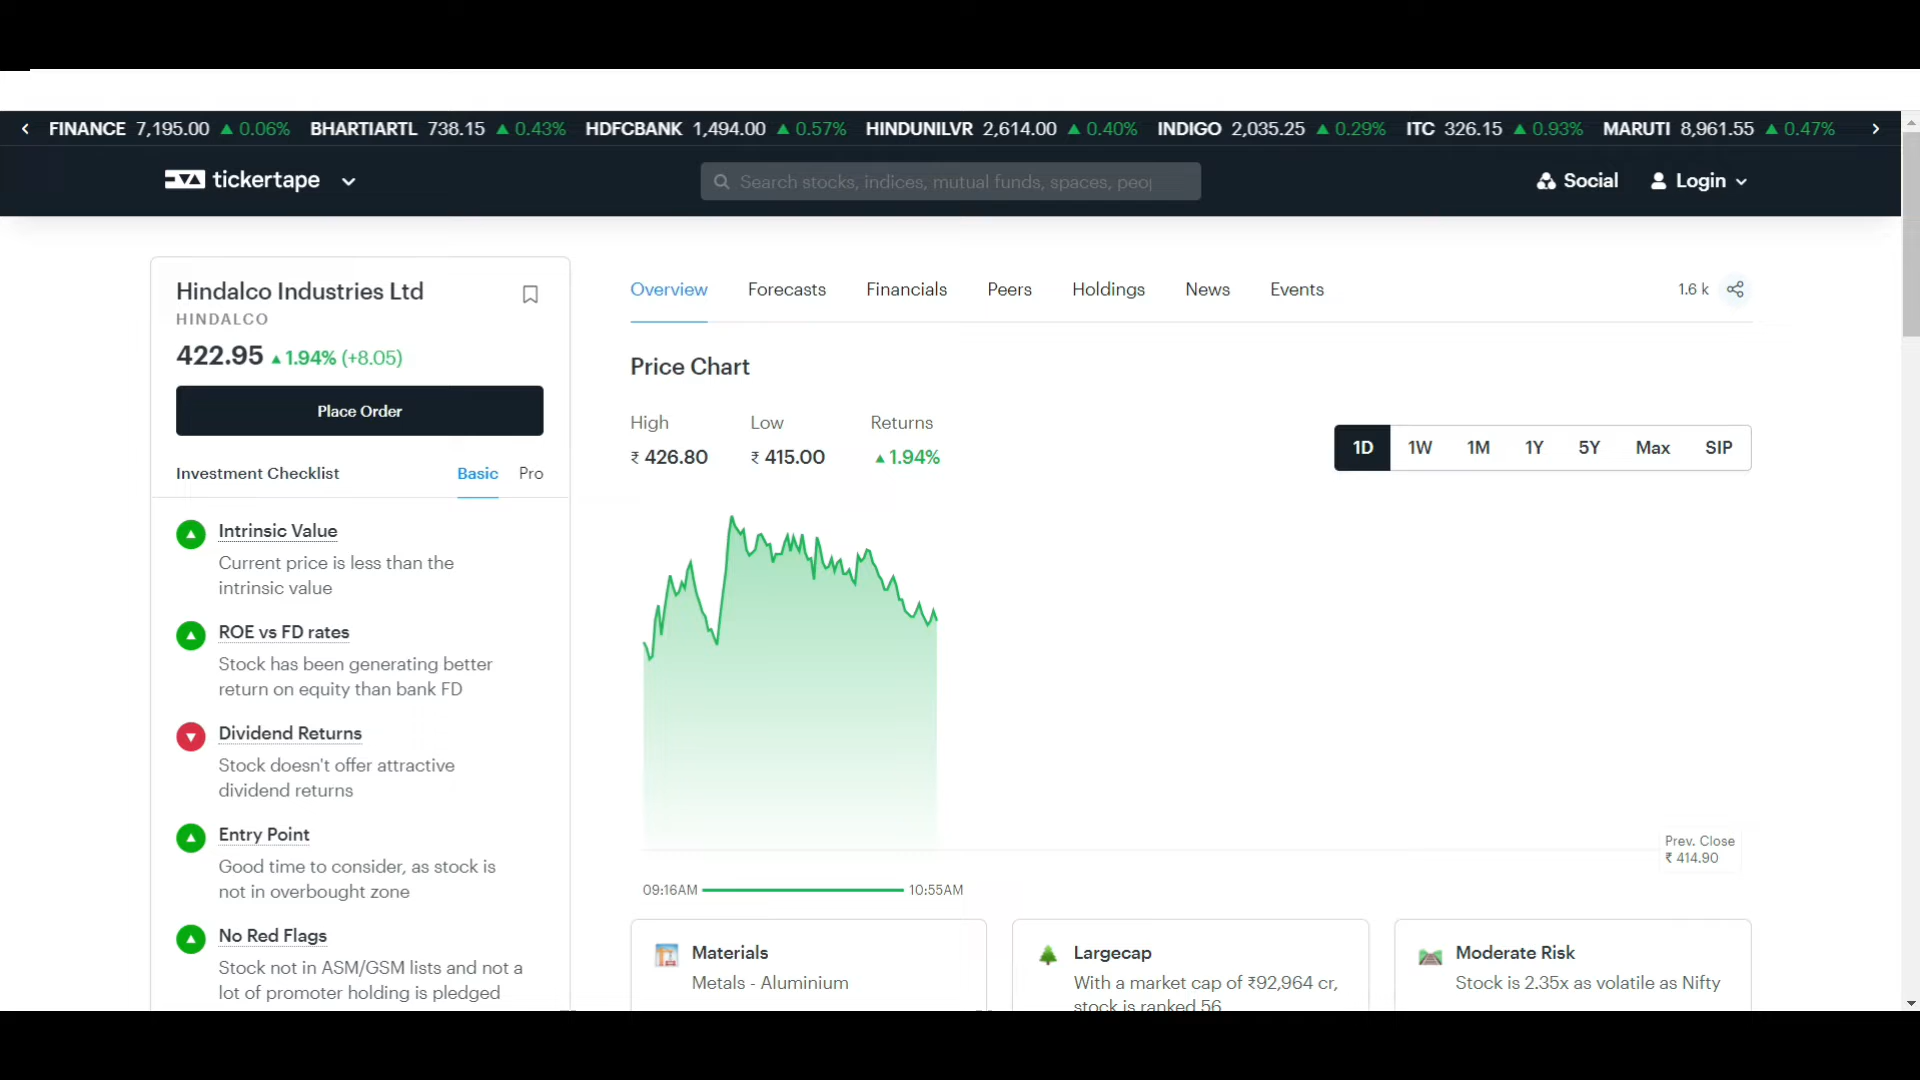 FINANCE 7,195.00 ▲ 0.06% BHARTIARTL 738.15 ▲ 0.43% HDFCBANK 1,494.00 ▲ 0.57% HINDUNILVR 2,614.00 ▲ 0.40% INDIGO 2,035.25 ▲ 0.29% ITC 326.15 ▲ 0.93% MARUTI 8,961.55 ▲ 0.47%
tickertape
Search stocks, indices, mutual funds, spaces, peo
Social
Login
Hindalco Industries Ltd
HINDALCO
422.95 ▲ 1.94% (+8.05)
Place Order
Investment Checklist Basic Pro
Intrinsic Value
Current price is less than the
intrinsic value
ROE vs FD rates
Stock has been generating better
return on equity than bank FD
Dividend Returns
Stock doesn't offer attractive
dividend returns
Entry Point
Good time to consider, as stock is
not in overbought zone
No Red Flags
Stock not in ASM/GSM lists and not a
lot of promoter holding is pledged
Overview Forecasts Financials Peers Holdings News Events
1.6 k
Price Chart
High Low Returns
₹ 426.80 ₹ 415.00 ▲ 1.94%
1D 1W 1M 1Y 5Y Max SIP
Prev. Close
₹ 414.90
09:16AM 10:55AM
Materials
Metals - Aluminium
Largecap
With a market cap of ₹92,964 cr,
stock is ranked 56
Moderate Risk
Stock is 2.35x as volatile as Nifty